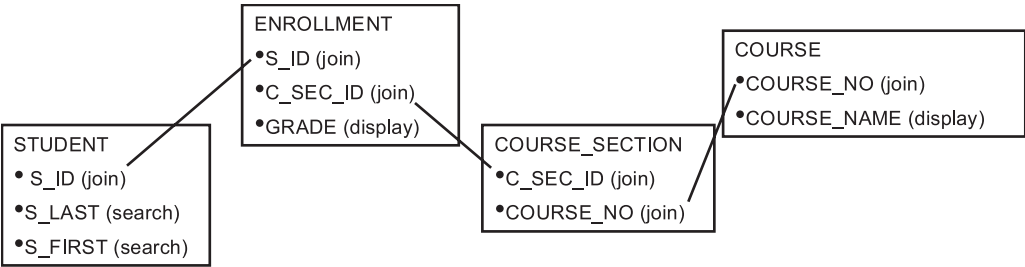 STUDENT
• S_ID (join)
•S_LAST (search)
•S_FIRST (search)
ENROLLMENT
•S_ID (join)
•C_SEC_ID (join)
•GRADE (display)
COURSE_SECTION
•C_SEC_ID (join)
•COURSE_NO (join)
COURSE
•COURSE_NO (join)
•COURSE_NAME (display)